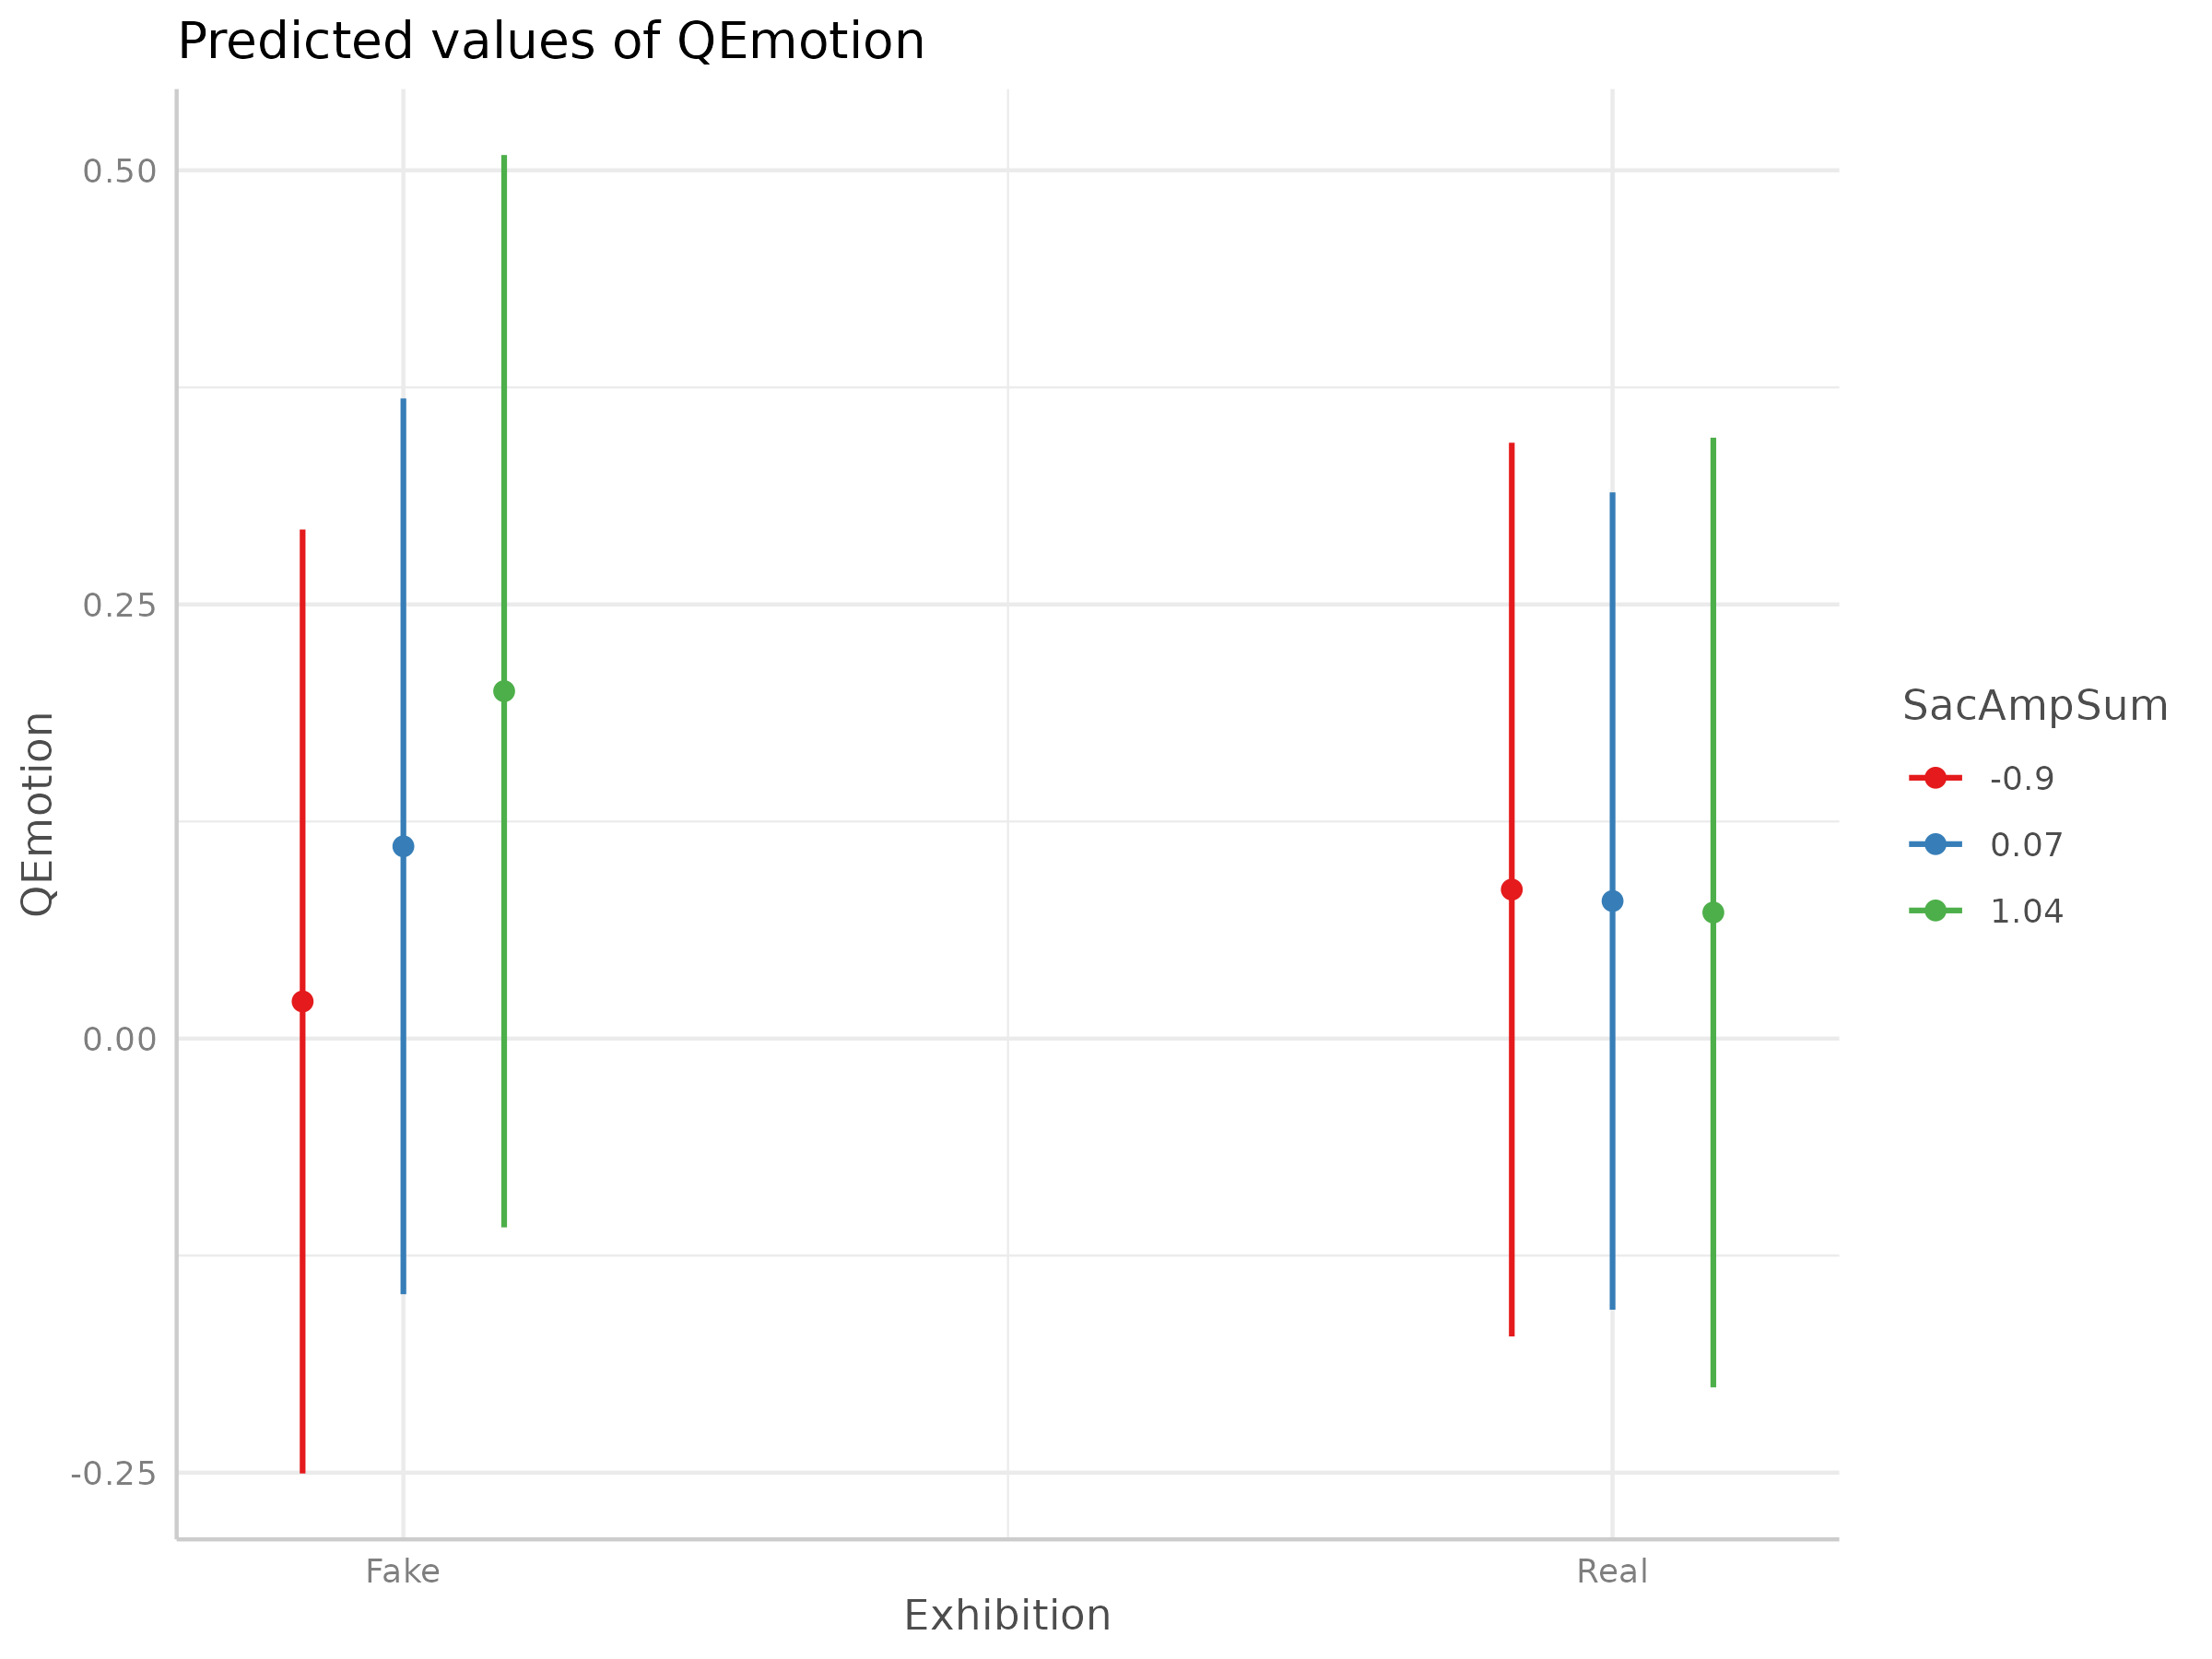 Predicted values of QEmotion
0.50
0.25
0.00
-0.25
QEmotion
Fake
Real
Exhibition
SacAmpSum
-0.9
0.07
1.04